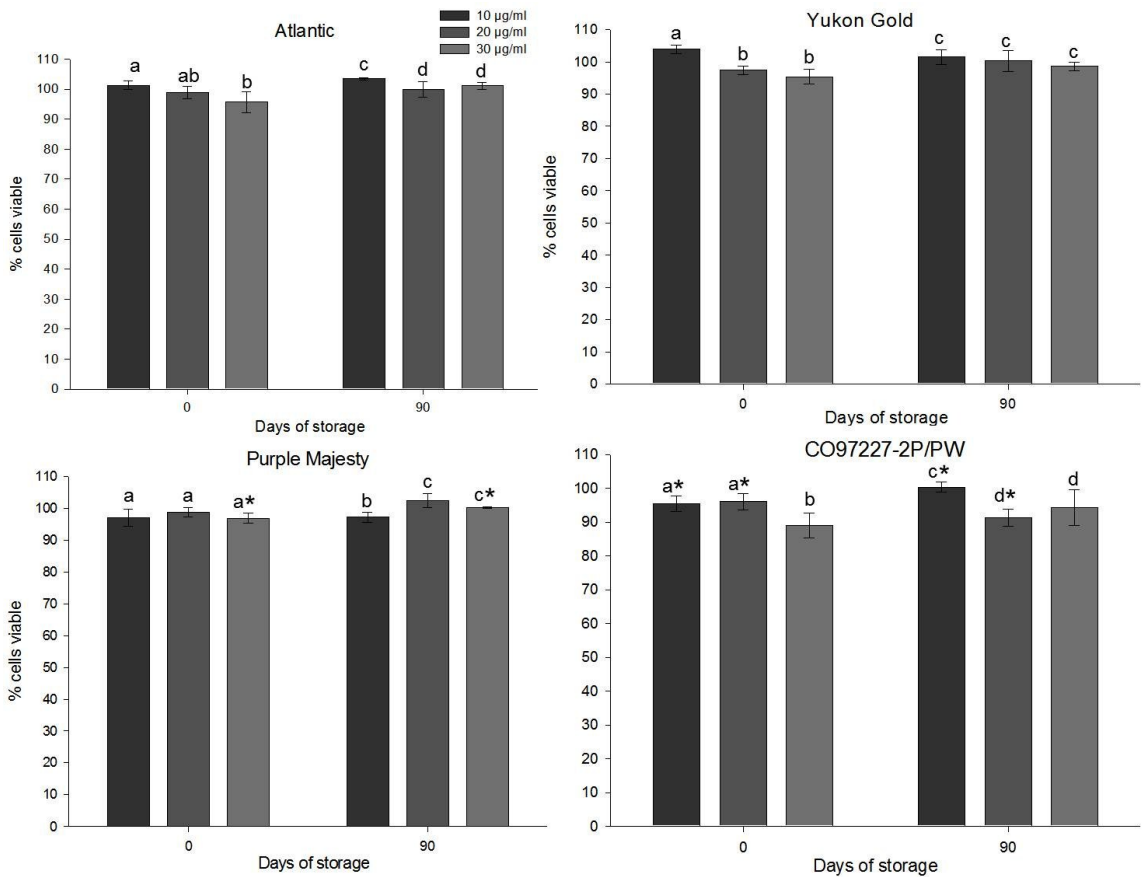 Atlantic
10 µg/ml
20 µg/ml
30 µg/ml
110
100
90
80
70
60
50
40
30
20
10
0
% cells viable
a
ab
b
c
d
d
0
90
Days of storage
Yukon Gold
110
100
90
80
70
60
50
40
30
20
10
0
% cells viable
a
b
b
c
c
c
0
90
Days of storage
Purple Majesty
110
100
90
80
70
60
50
40
30
20
10
0
% cells viable
a
a
a*
b
c
c*
0
90
Days of storage
CO97227-2P/PW
110
100
90
80
70
60
50
40
30
20
10
0
a*
a*
b
c*
d*
d
0
90
Days of storage